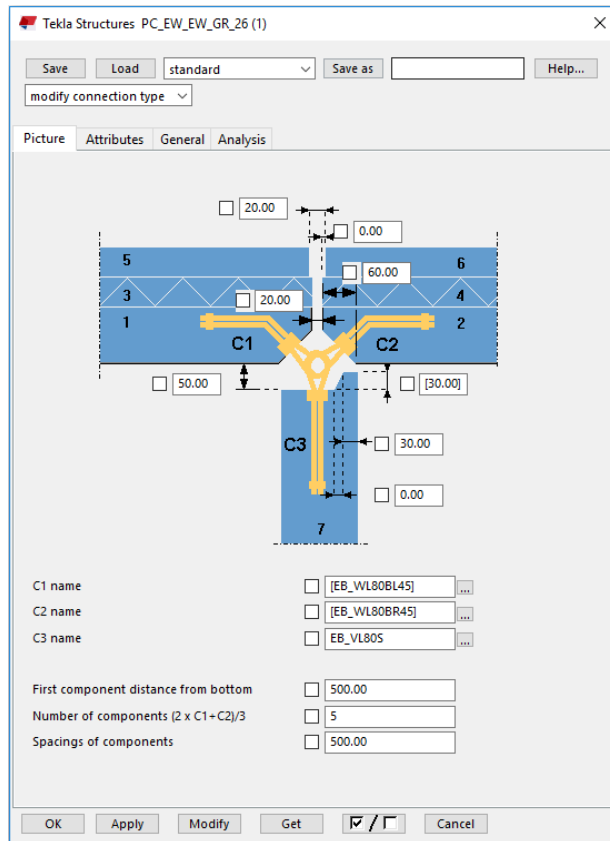 Tekla Structures PC_EW_EW_GR_26 (1)
Save Load standard Save as Help...
modify connection type
Picture Attributes General Analysis
20.00
0.00
5 6
60.00
3 20.00 4
1 2
C1 C2
50.00 [30.00]
C3 30.00
0.00
7
C1 name [EB_WL80BL45] ...
C2 name [EB_WL80BR45] ...
C3 name EB_VL80S ...
First component distance from bottom 500.00
Number of components (2 x C1+C2)/3 5
Spacings of components 500.00
OK Apply Modify Get / Cancel